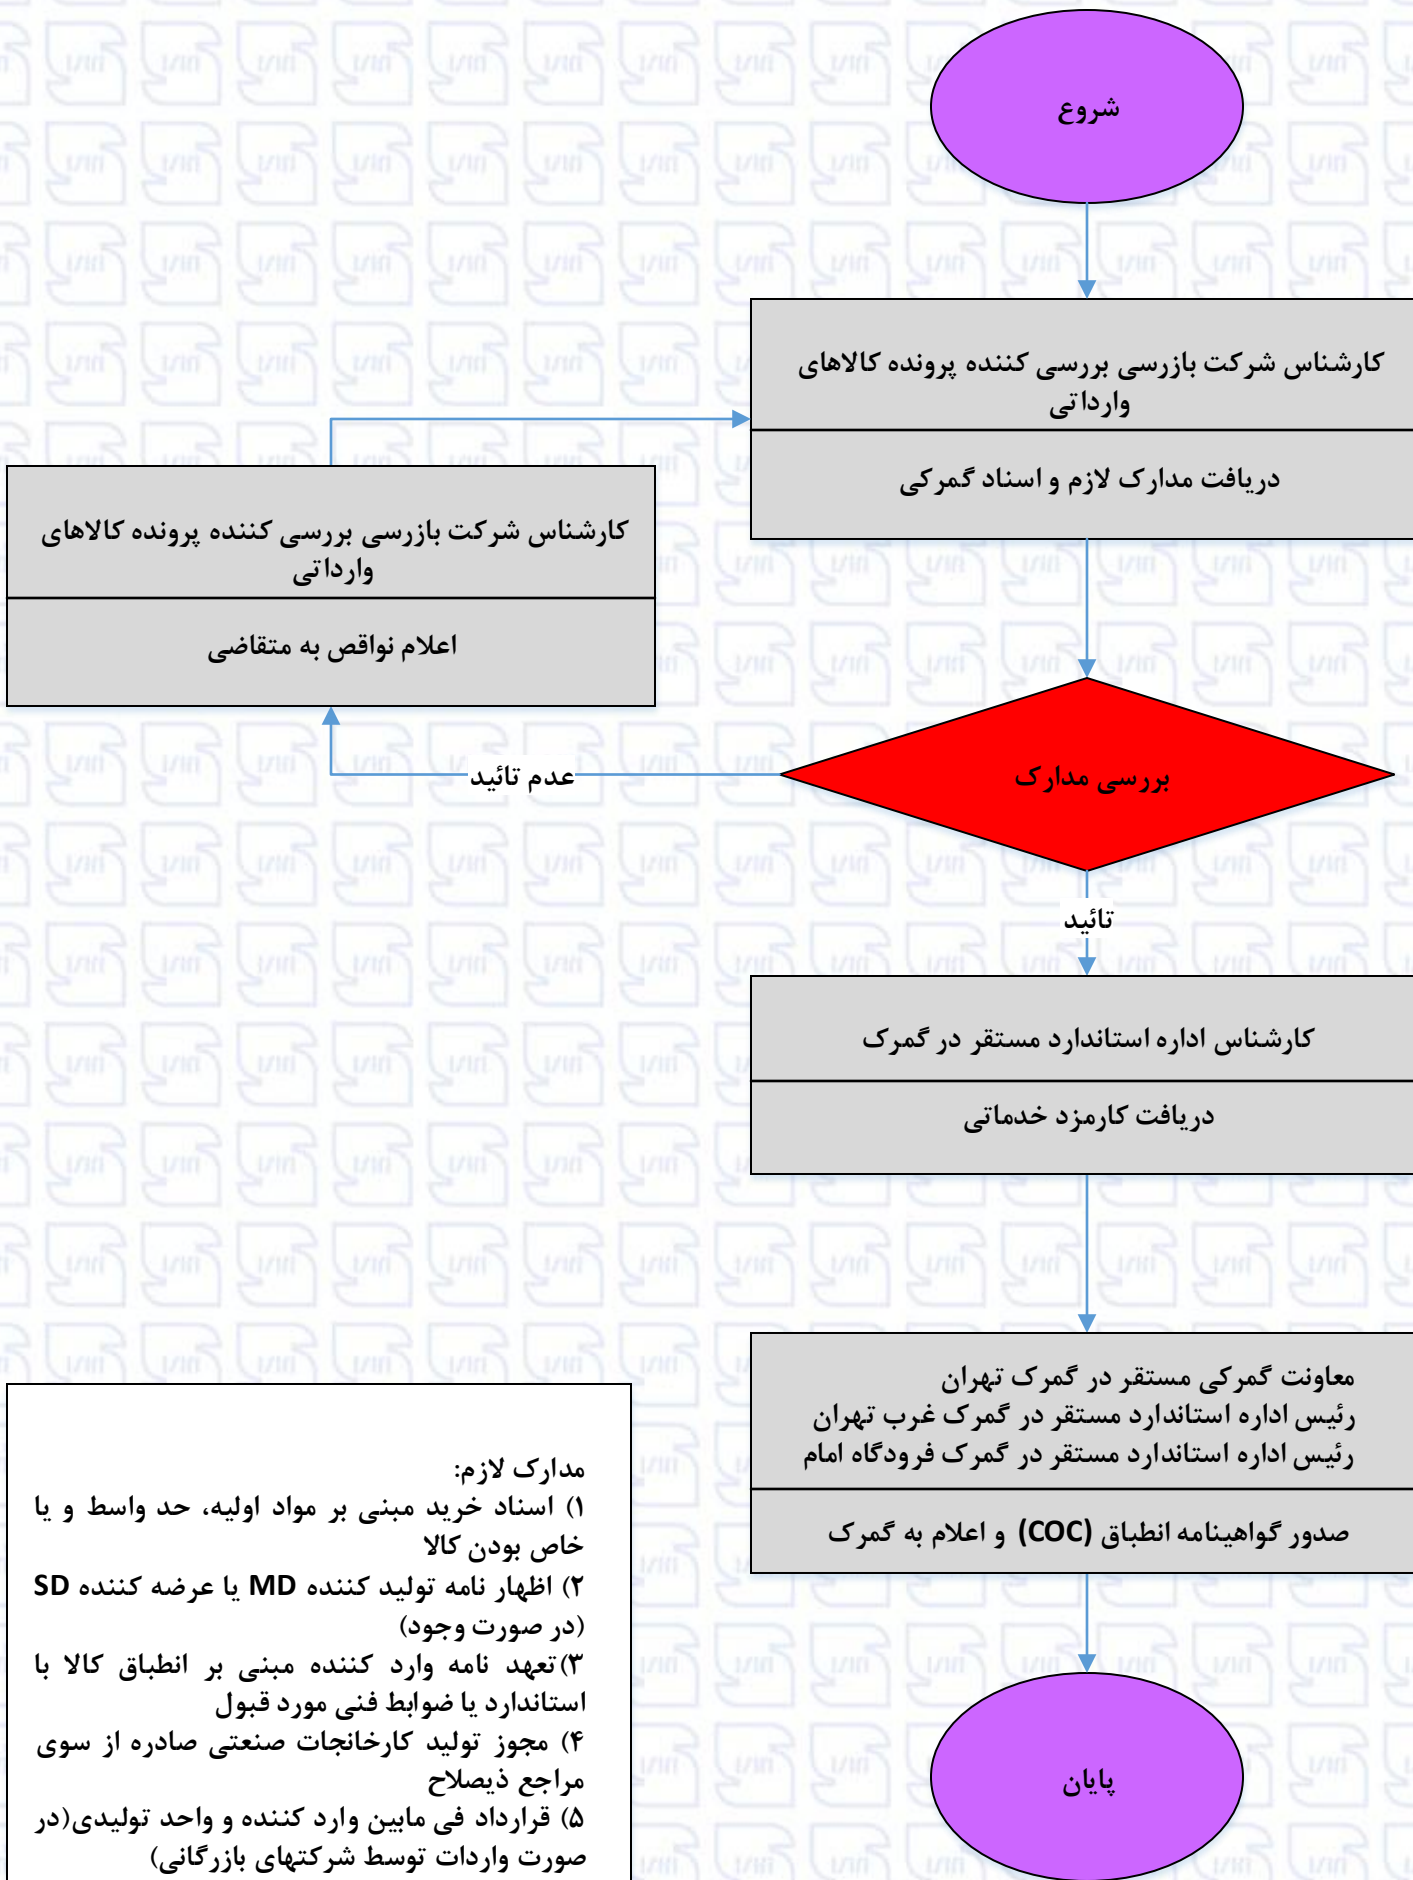 شروع
کارشناس شرکت بازرسی بررسی کننده پرونده کالاهای
وارداتی
دریافت مدارک لازم و اسناد گمرکی
کارشناس شرکت بازرسی بررسی کننده پرونده کالاهای
وارداتی
اعلام نواقص به متقاضی
بررسی مدارک
عدم تائید
تائید
کارشناس اداره استاندارد مستقر در گمرک
دریافت کارمزد خدماتی
معاونت گمرکی مستقر در گمرک تهران
رئیس اداره استاندارد مستقر در گمرک غرب تهران
رئیس اداره استاندارد مستقر در گمرک فرودگاه امام
صدور گواهینامه انطباق (COC) و اعلام به گمرک
پایان
مدارک لازم:
۱) اسناد خرید مبنی بر مواد اولیه، حد واسط و یا
خاص بودن کالا
۲) اظهار نامه تولید کننده MD یا عرضه کننده SD
(در صورت وجود)
۳)تعهد نامه وارد کننده مبنی بر انطباق کالا با
استاندارد یا ضوابط فنی مورد قبول
۴) مجوز تولید کارخانجات صنعتی صادره از سوی
مراجع ذیصلاح
۵) قرارداد فی مابین وارد کننده و واحد تولیدی(در
صورت واردات توسط شرکتهای بازرگانی)